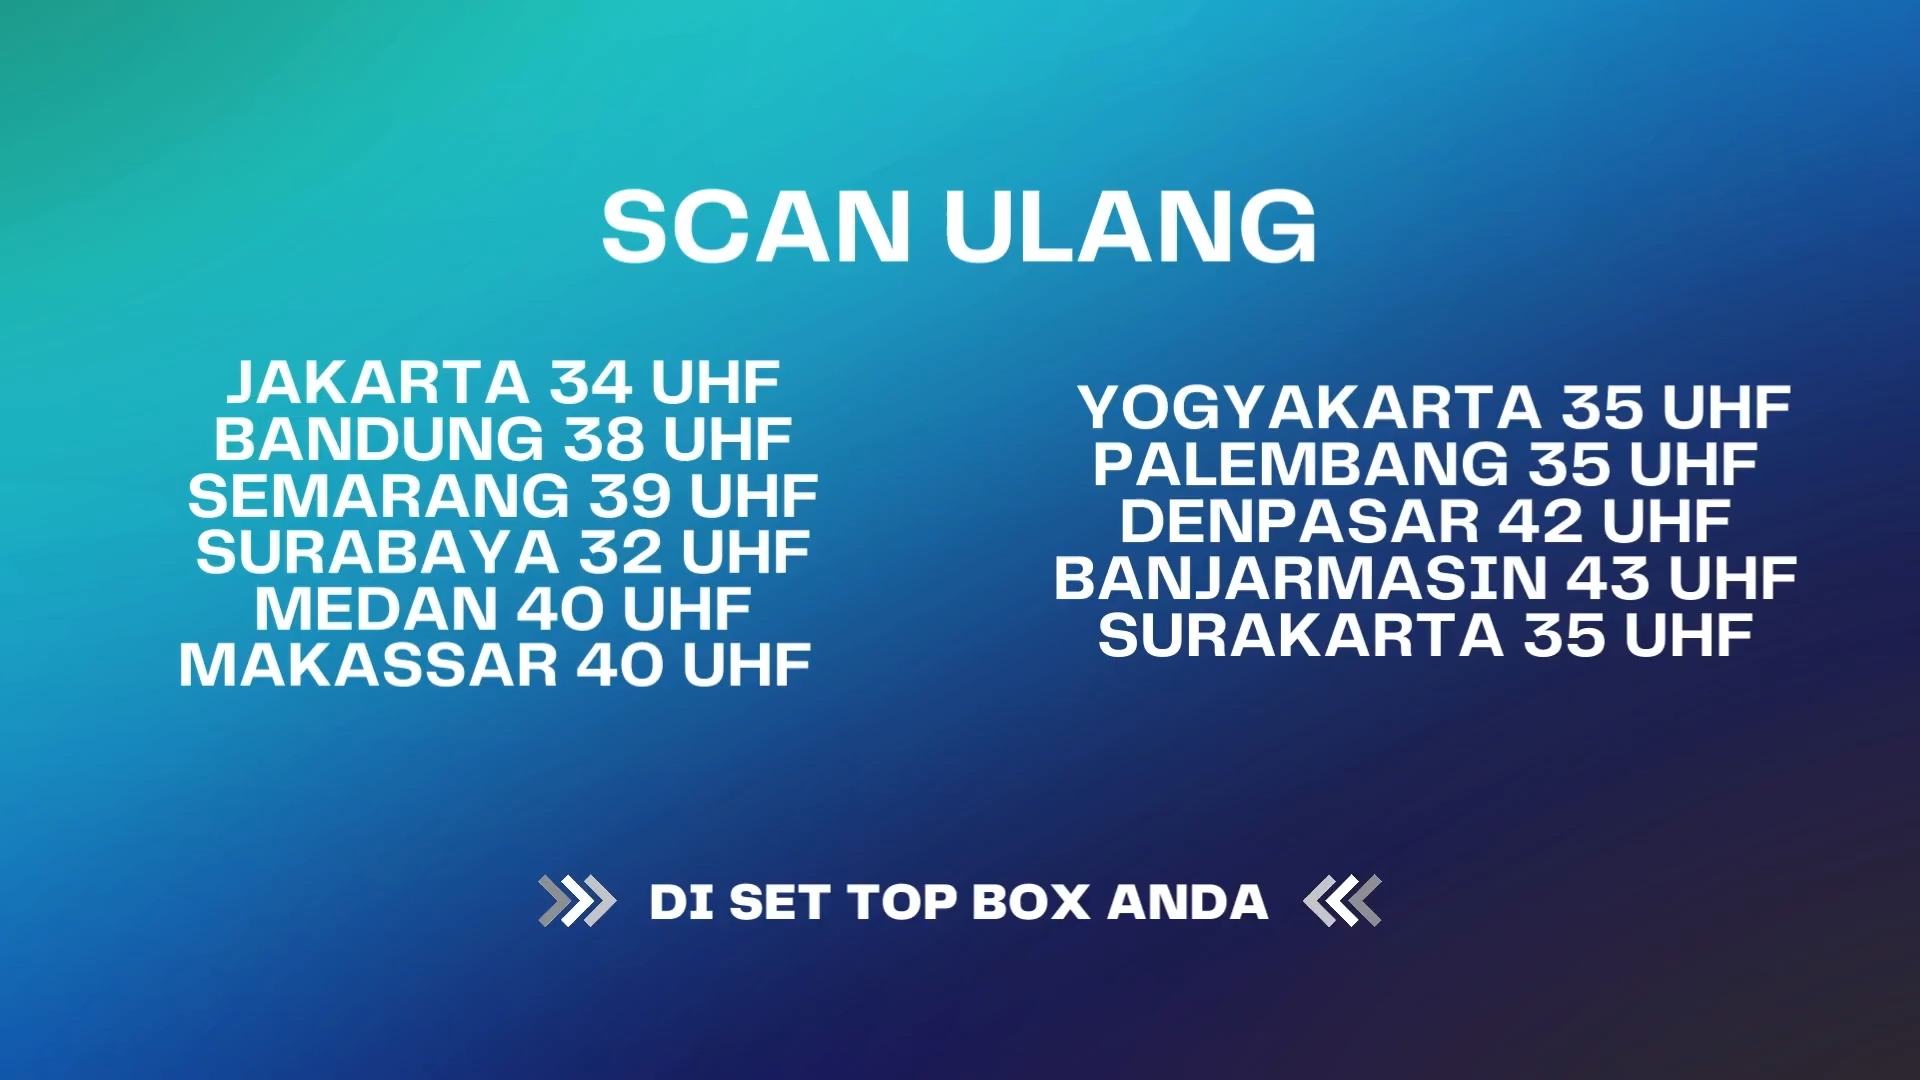 SCAN ULANG
JAKARTA 34 UHF
BANDUNG 38 UHF
SEMARANG 39 UHF
SURABAYA 32 UHF
MEDAN 40 UHF
MAKASSAR 40 UHF
YOGYAKARTA 35 UHF
PALEMBANG 35 UHF
DENPASAR 42 UHF
BANJARMASIN 43 UHF
SURAKARTA 35 UHF
DI SET TOP BOX ANDA